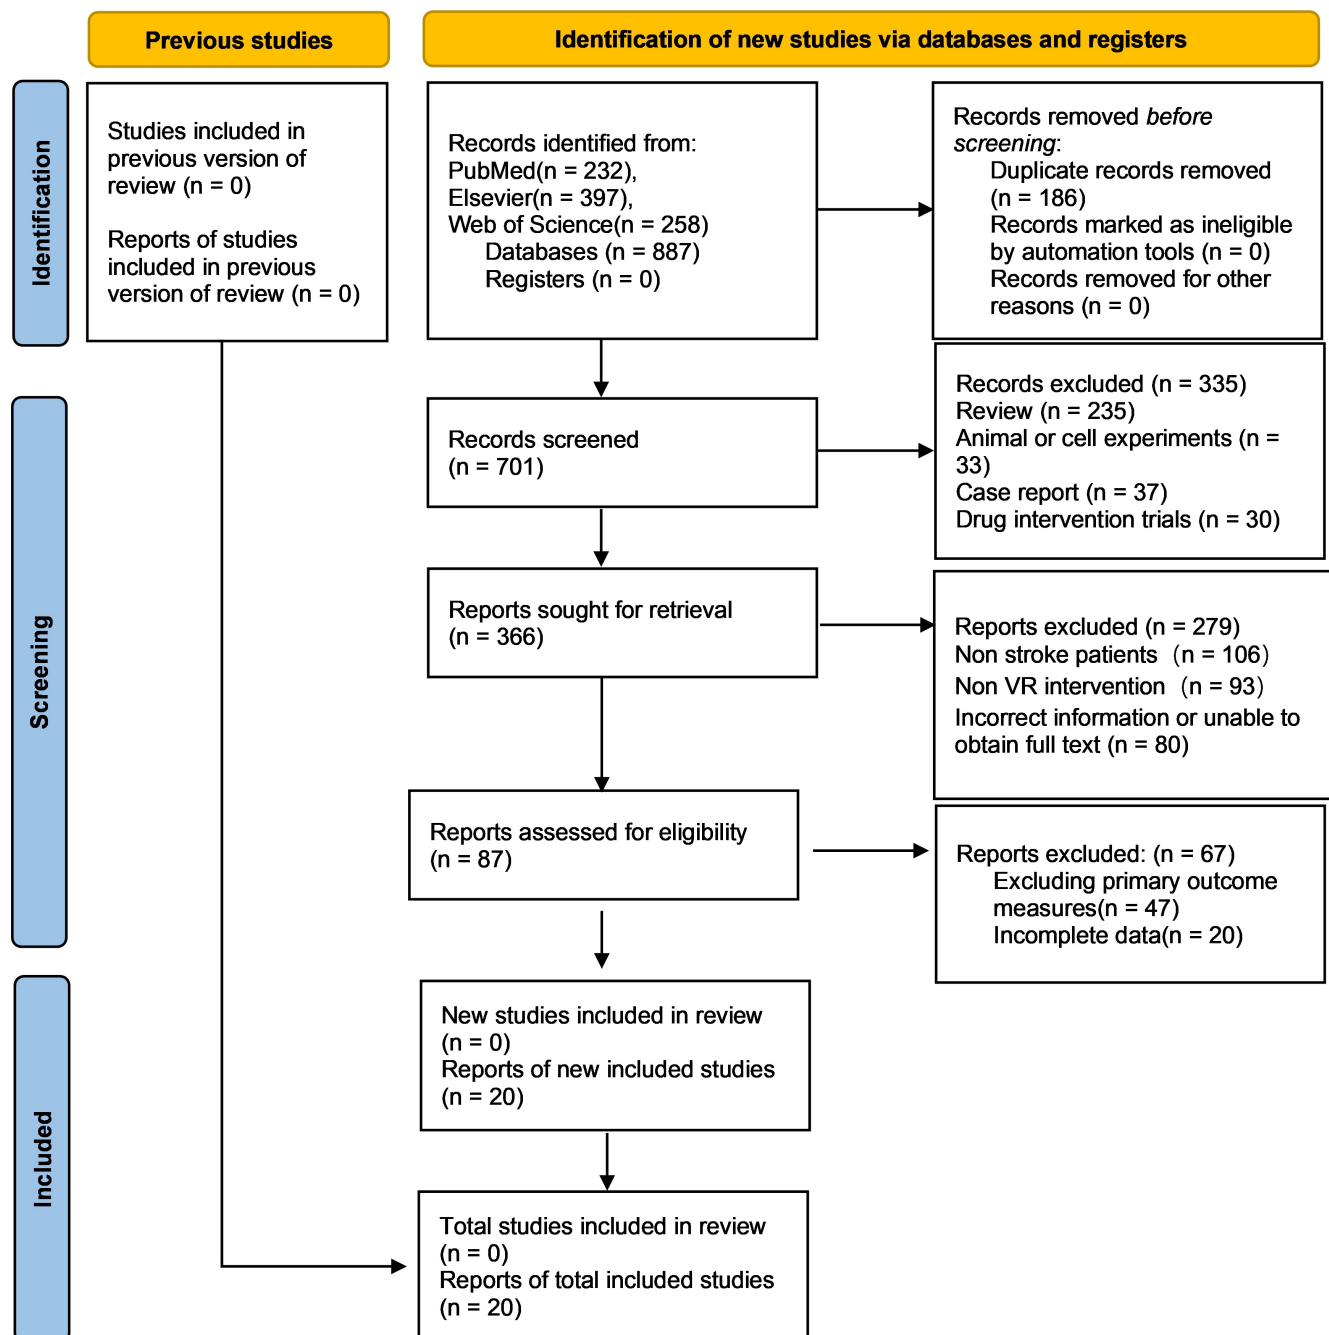 Previous studies
Identification of new studies via databases and registers
Identification
Studies included in
previous version of
review (n = 0)
Reports of studies
included in previous
version of review (n = 0)
Records identified from:
PubMed(n = 232),
Elsevier(n = 397),
Web of Science(n = 258)
Databases (n = 887)
Registers (n = 0)
Records removed before
screening:
Duplicate records removed
(n = 186)
Records marked as ineligible
by automation tools (n = 0)
Records removed for other
reasons (n = 0)
Screening
Records screened
(n = 701)
Records excluded (n = 335)
Review (n = 235)
Animal or cell experiments (n =
33)
Case report (n = 37)
Drug intervention trials (n = 30)
Reports sought for retrieval
(n = 366)
Reports excluded (n = 279)
Non stroke patients（n = 106）
Non VR intervention（n = 93）
Incorrect information or unable to
obtain full text (n = 80)
Reports assessed for eligibility
(n = 87)
Reports excluded: (n = 67)
Excluding primary outcome
measures(n = 47)
Incomplete data(n = 20)
Included
New studies included in review
(n = 0)
Reports of new included studies
(n = 20)
Total studies included in review
(n = 0)
Reports of total included studies
(n = 20)